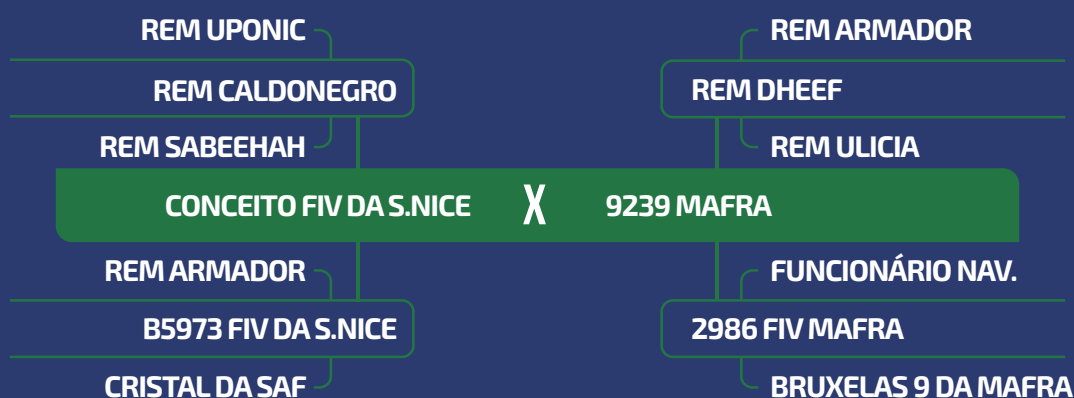 REM UPONIC
REM ARMADOR
REM CALDONEGRO
REM DHEEF
REM SABEEHAH
REM ULICIA
CONCEITO FIV DA S.NICE X 9239 MAFRA
REM ARMADOR
FUNCIONÁRIO NAV.
B5973 FIV DA S.NICE
2986 FIV MAFRA
CRISTAL DA SAF
BRUXELAS 9 DA MAFRA